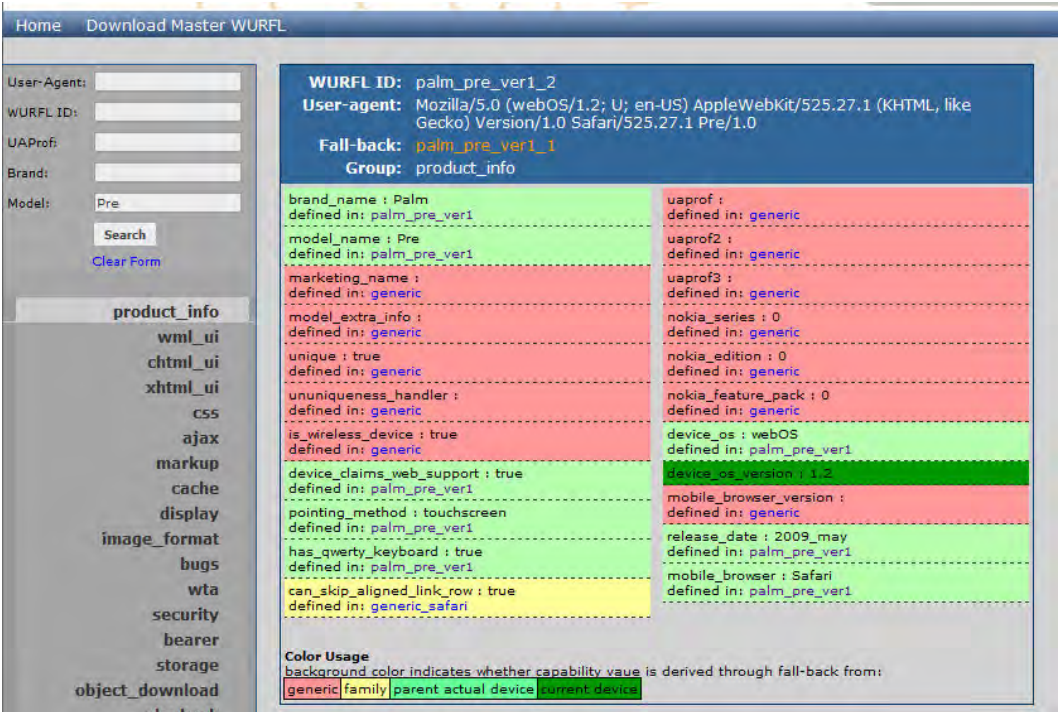 Home Download Master WURFL
User-Agent:
WURFL ID:
UAProf:
Brand:
Model: Pre
Search
Clear Form
product_info
wml_ui
chtml_ui
xhtml_ui
css
ajax
markup
cache
display
image_format
bugs
wta
security
bearer
storage
object_download
WURFL ID: palm_pre_ver1_2
User-agent: Mozilla/5.0 (webOS/1.2; U; en-US) AppleWebKit/525.27.1 (KHTML, like
Gecko) Version/1.0 Safari/525.27.1 Pre/1.0
Fall-back: palm_pre_ver1_1
Group: product_info
brand_name : Palm
defined in: palm_pre_ver1
model_name : Pre
defined in: palm_pre_ver1
marketing_name :
defined in: generic
model_extra_info :
defined in: generic
unique : true
defined in: generic
ununiqueness_handler :
defined in: generic
is_wireless_device : true
defined in: generic
device_claims_web_support : true
defined in: palm_pre_ver1
pointing_method : touchscreen
defined in: palm_pre_ver1
has_qwerty_keyboard : true
defined in: palm_pre_ver1
can_skip_aligned_link_row : true
defined in: generic_safari
uaprof :
defined in: generic
uaprof2 :
defined in: generic
uaprof3 :
defined in: generic
nokia_series : 0
defined in: generic
nokia_edition : 0
defined in: generic
nokia_feature_pack : 0
defined in: generic
device_os : webOS
defined in: palm_pre_ver1
device_os_version : 1.2
mobile_browser_version :
defined in: generic
release_date : 2009_may
defined in: palm_pre_ver1
mobile_browser : Safari
defined in: palm_pre_ver1
Color Usage
background color indicates whether capability vaue is derived through fall-back from:
generic family parent actual device current device